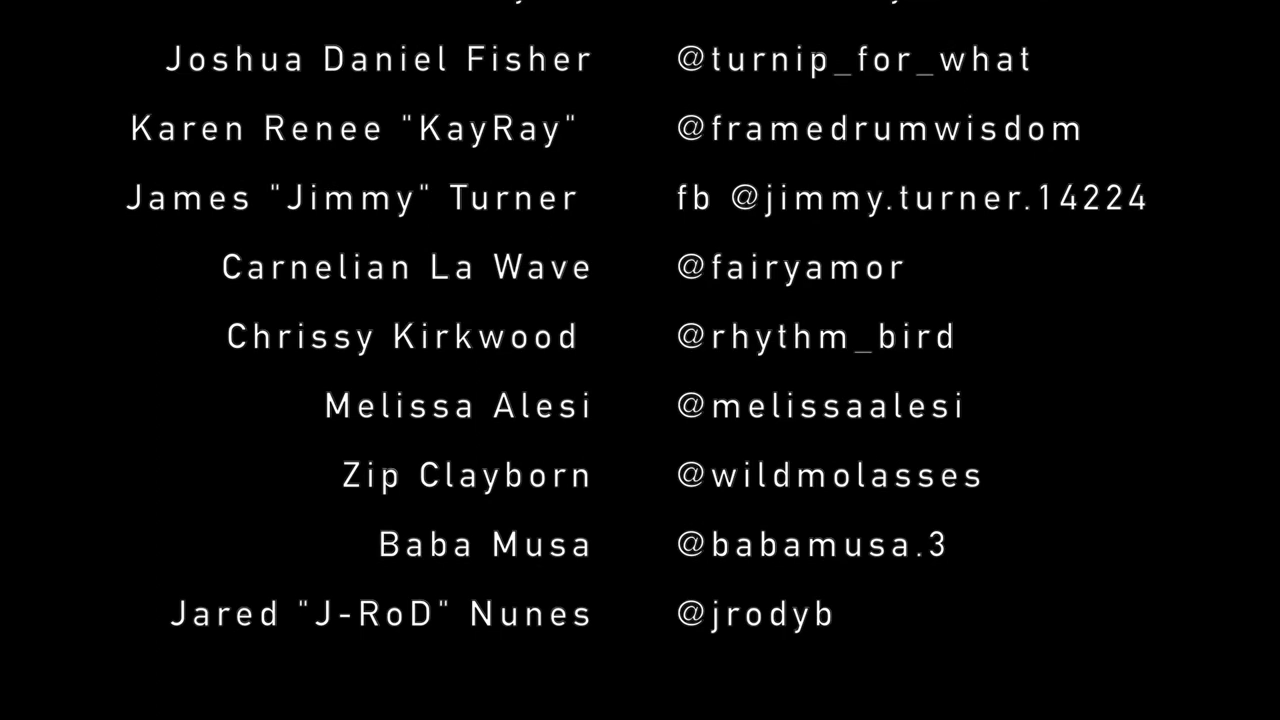 Joshua Daniel Fisher @turnip_for_what
Karen Renee "KayRay" @framedrumwisdom
James "Jimmy" Turner fb @jimmy.turner.14224
Carnelian La Wave @fairyamor
Chrissy Kirkwood @rhythm_bird
Melissa Alesi @melissaalesi
Zip Clayborn @wildmolasses
Baba Musa @babamusa.3
Jared "J-RoD" Nunes @jrodyb